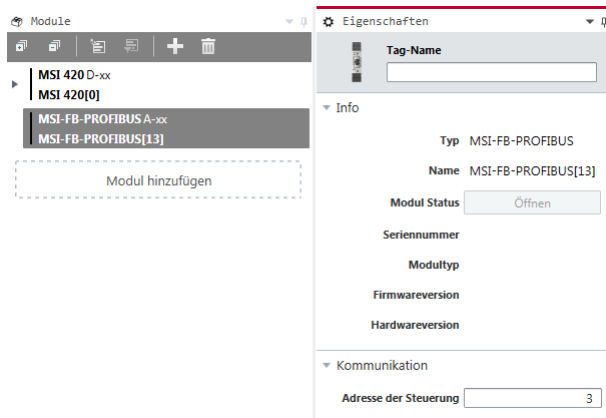 Module
MSI 420 D-xx
MSI 420[0]
MSI-FB-PROFIBUS A-xx
MSI-FB-PROFIBUS[13]
Modul hinzufügen
Eigenschaften
Tag-Name
Info
Typ MSI-FB-PROFIBUS
Name MSI-FB-PROFIBUS[13]
Modul Status Öffnen
Seriennummer
Modultyp
Firmwareversion
Hardwareversion
Kommunikation
Adresse der Steuerung 3